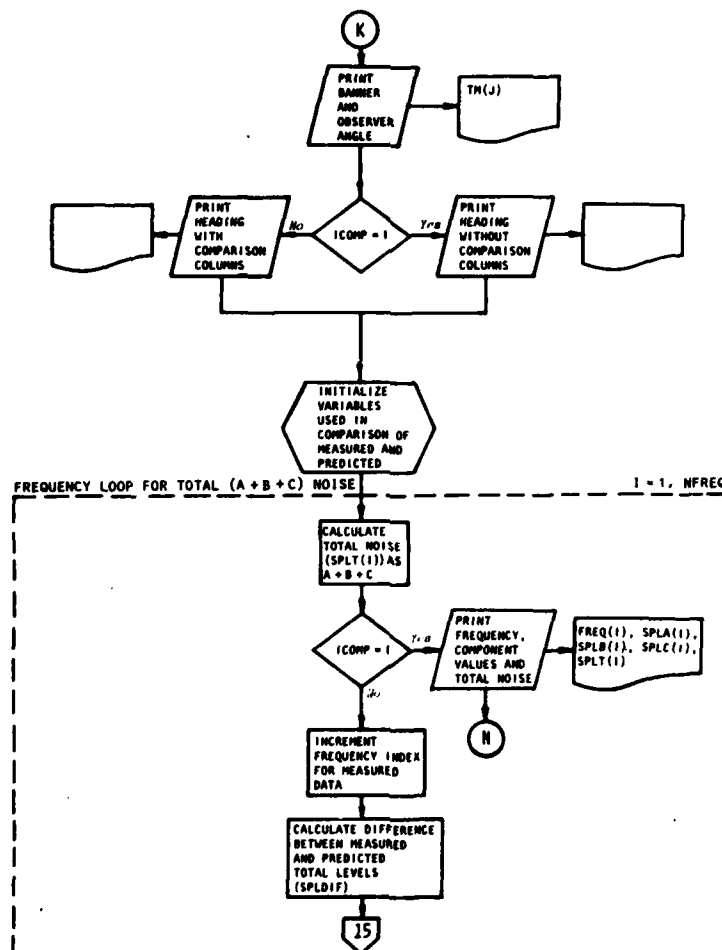 K
PRINT
BANNER
AND
OBSERVER
ANGLE
TH(J)
PRINT
HEADING
WITH
COMPARISON
COLUMNS
No
ICOMP = 1
Yes
PRINT
HEADING
WITHOUT
COMPARISON
COLUMNS
INITIALIZE
VARIABLES
USED IN
COMPARISON OF
MEASURED AND
PREDICTED
FREQUENCY LOOP FOR TOTAL (A + B + C) NOISE
I = 1, NFREQ
CALCULATE
TOTAL NOISE
(SPLT(I)) AS
A + B + C
ICOMP = 1
Yes
PRINT
FREQUENCY,
COMPONENT
VALUES AND
TOTAL NOISE
FREQ(I), SPLA(I),
SPLB(I), SPLC(I),
SPLT(I)
No
N
INCREMENT
FREQUENCY INDEX
FOR MEASURED
DATA
CALCULATE DIFFERENCE
BETWEEN MEASURED
AND PREDICTED
TOTAL LEVELS
(SPLDIF)
15